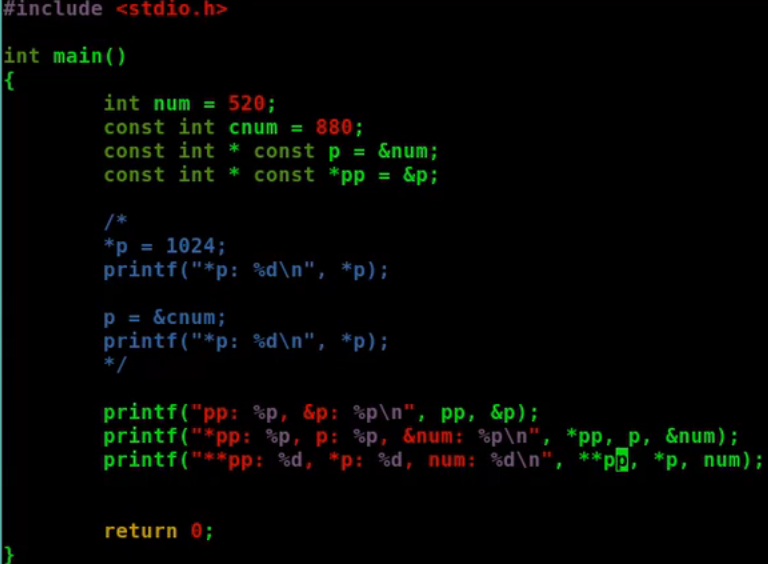 #include <stdio.h>
int main()
{
int num = 520;
const int cnum = 880;
const int * const p = &num;
const int * const *pp = &p;
/*
*p = 1024;
printf("*p: %d\n", *p);
p = &cnum;
printf("*p: %d\n", *p);
*/
printf("pp: %p, &p: %p\n", pp, &p);
printf("*pp: %p, p: %p, &num: %p\n", *pp, p, &num);
printf("**pp: %d, *p: %d, num: %d\n", **pp, *p, num);
return 0;
}